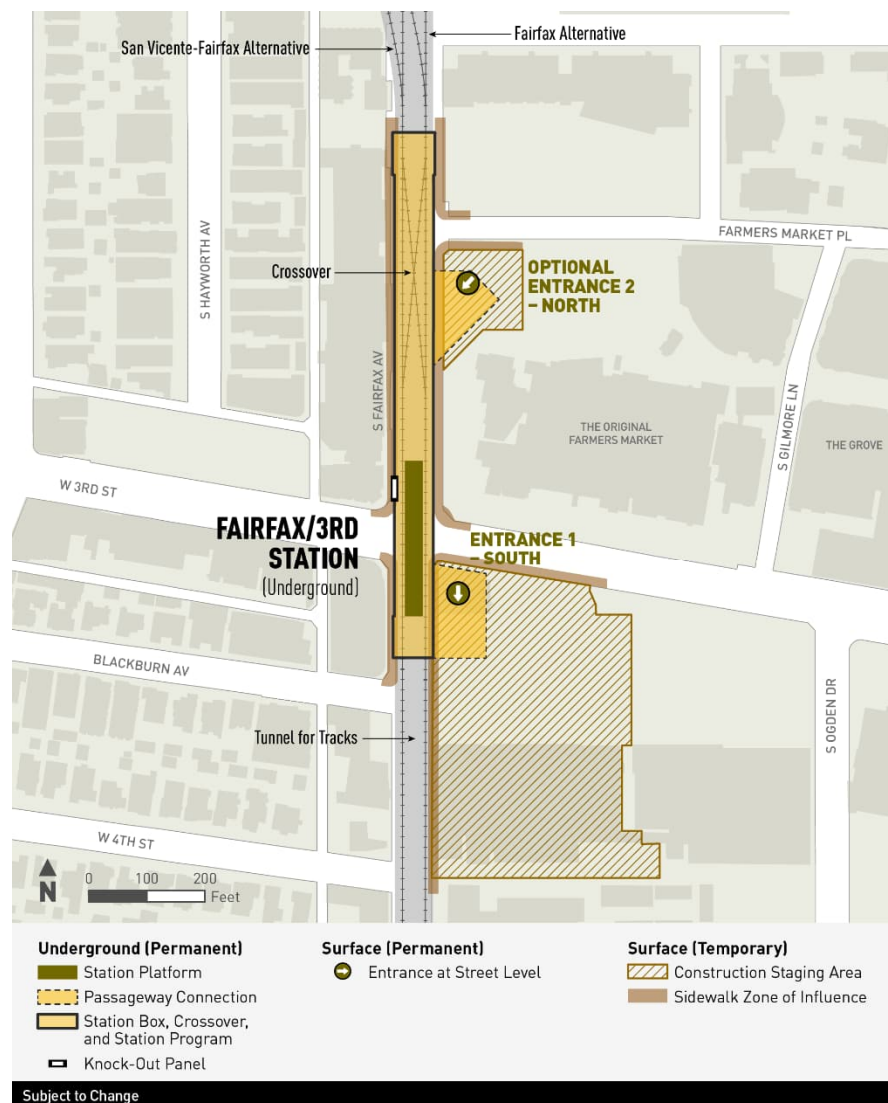 San Vicente-Fairfax Alternative
Fairfax Alternative
S HAYWORTH AV
FARMERS MARKET PL
Crossover
OPTIONAL
ENTRANCE 2
– NORTH
S FAIRFAX AV
THE ORIGINAL
FARMERS MARKET
S GILMORE LN
THE GROVE
W 3RD ST
FAIRFAX/3RD
STATION
(Underground)
ENTRANCE 1
– SOUTH
BLACKBURN AV
Tunnel for Tracks
S OGDEN DR
W 4TH ST
N
0 100 200
Feet
Underground (Permanent)
Station Platform
Passageway Connection
Station Box, Crossover,
and Station Program
Knock-Out Panel
Surface (Permanent)
Entrance at Street Level
Surface (Temporary)
Construction Staging Area
Sidewalk Zone of Influence
Subject to Change